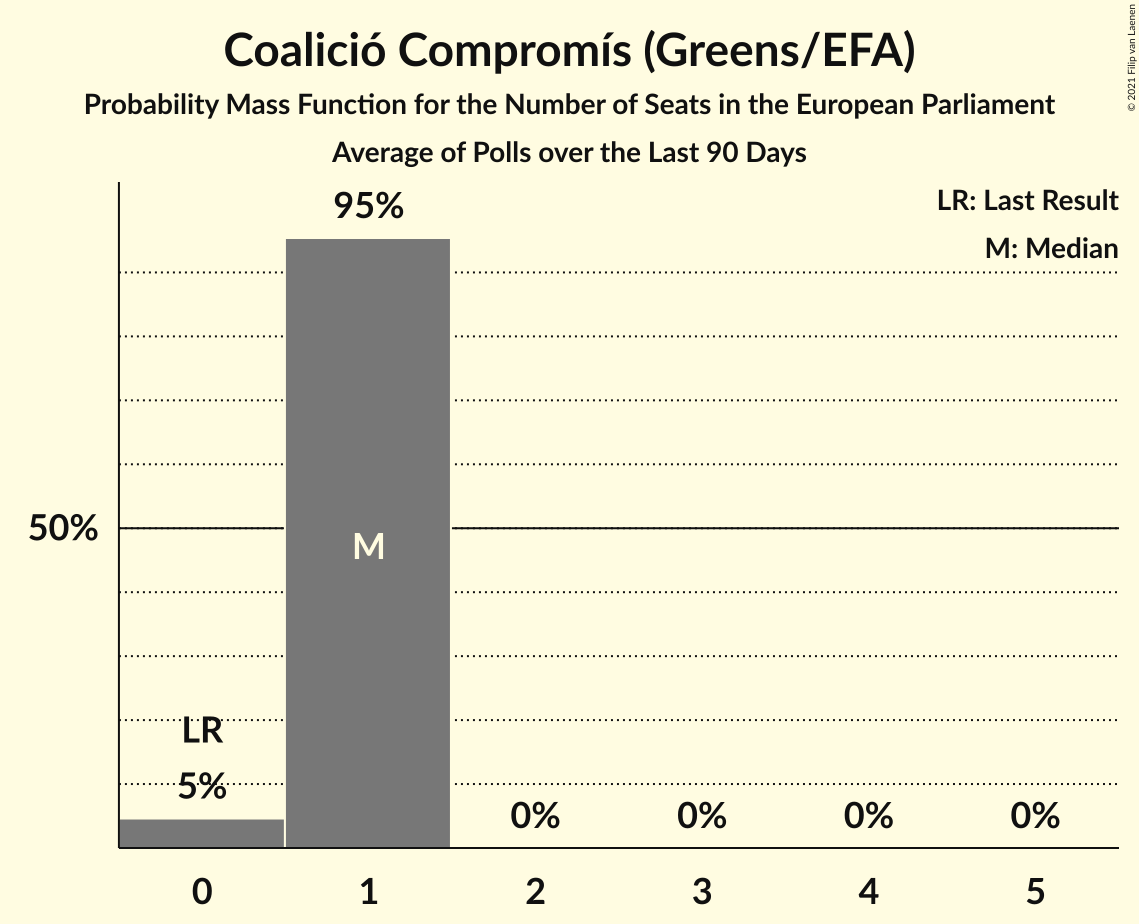 Coalició Compromís (Greens/EFA)
Probability Mass Function for the Number of Seats in the European Parliament
Average of Polls over the Last 90 Days
© 2021 Filip van Laenen
LR: Last Result
M: Median
95%
50%
M
LR
5%
0%
0%
0%
0%
0
1
2
3
4
5